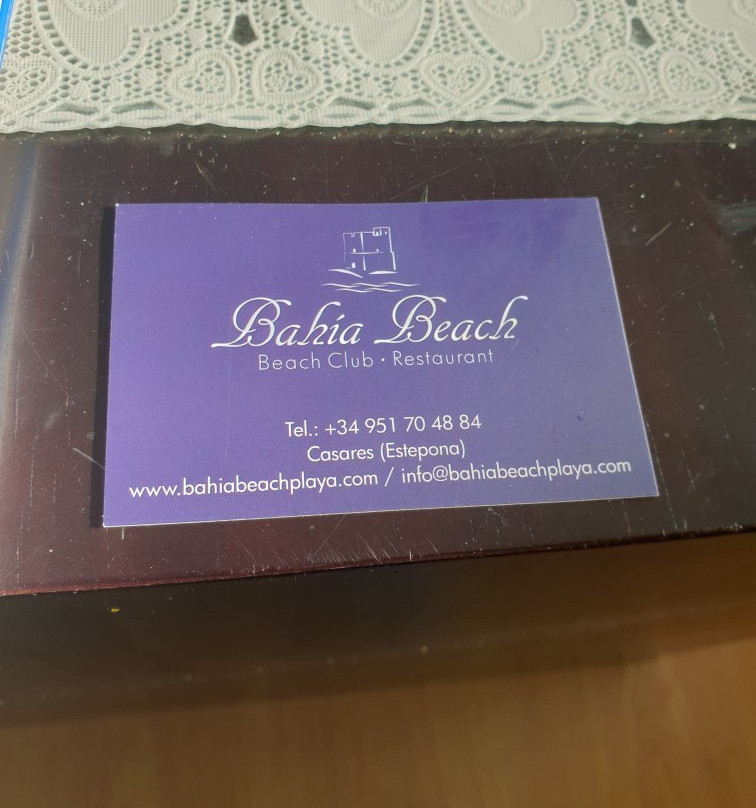 Bahía Beach
Beach Club • Restaurant
Tel.: +34 951 70 48 84
Casares (Estepona)
www.bahiabeachplaya.com / info@bahiabeachplaya.com